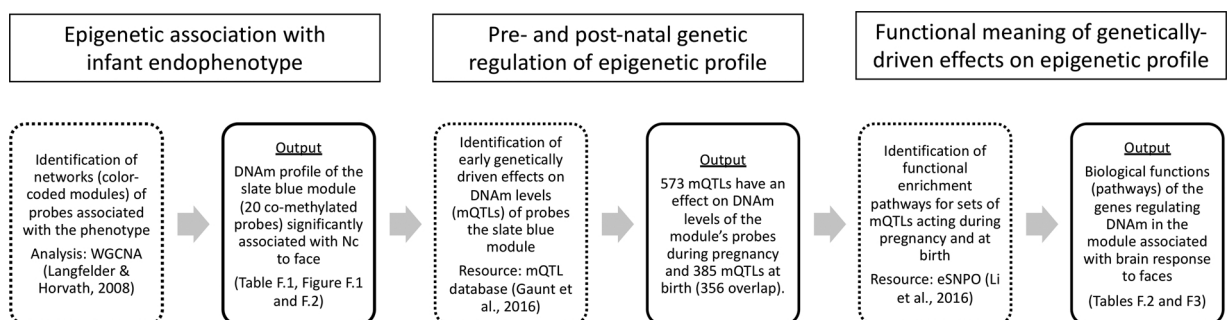 Epigenetic association with
infant endophenotype
Pre- and post-natal genetic
regulation of epigenetic profile
Functional meaning of genetically-
driven effects on epigenetic profile
Identification of
networks (color-
coded modules) of
probes associated
with the phenotype
Analysis: WGCNA
(Langfelder &
Horvath, 2008)
Output
DNAm profile of the
slate blue module
(20 co-methylated
probes) significantly
associated with Nc
to face
(Table F.1, Figure F.1
and F.2)
Identification of
early genetically
driven effects on
DNAm levels
(mQTLs) of probes
the slate blue
module
Resource: mQTL
database (Gaunt et
al., 2016)
Output
573 mQTLs have an
effect on DNAm
levels of the
module's probes
during pregnancy
and 385 mQTLs at
birth (356 overlap).
Identification of
functional
enrichment
pathways for sets of
mQTLs acting during
pregnancy and at
birth
Resource: eSNPO (Li
et al., 2016)
Output
Biological functions
(pathways) of the
genes regulating
DNAm in the
module associated
with brain response
to faces
(Tables F.2 and F3)